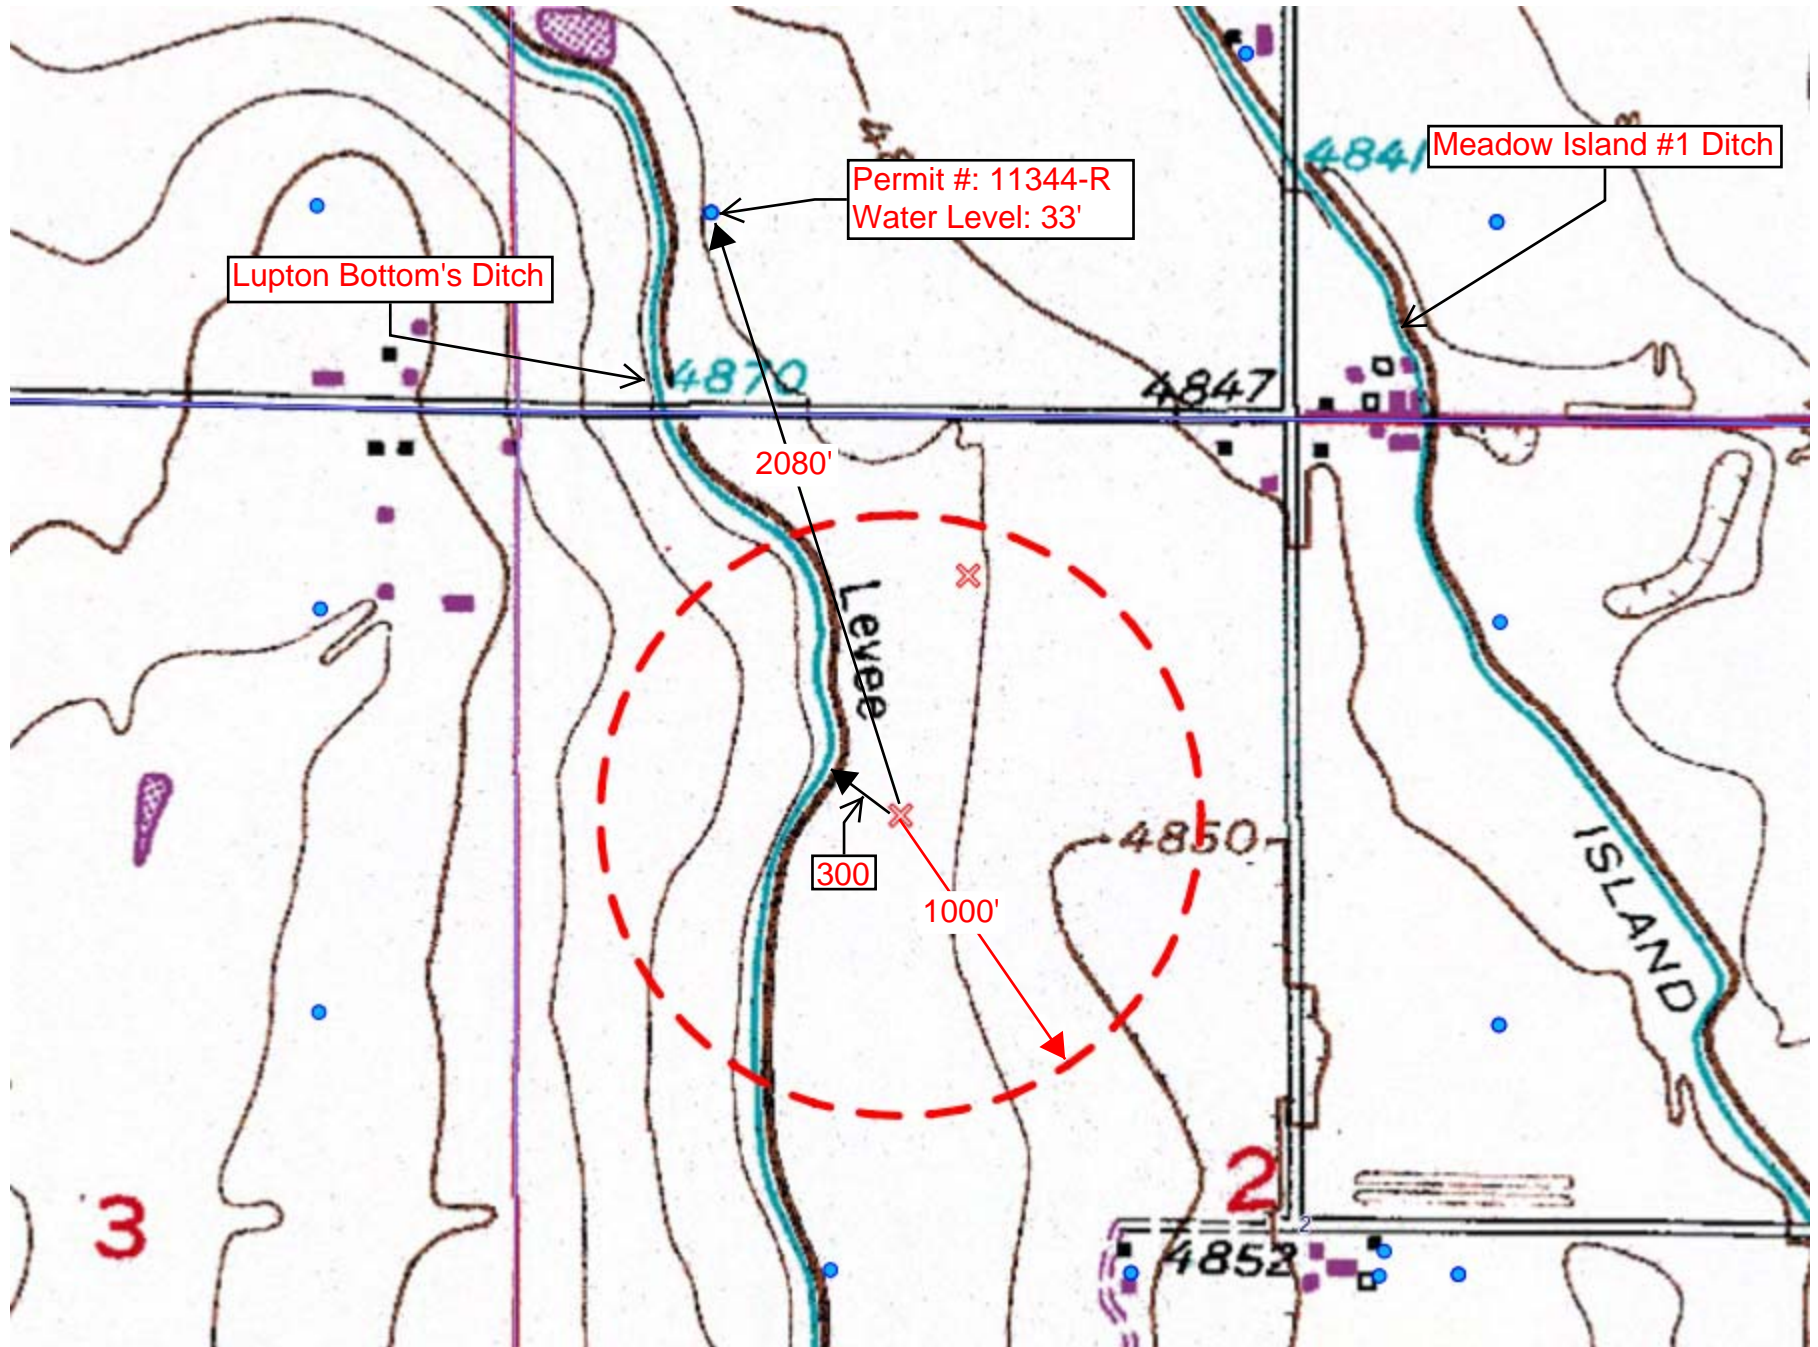 4841
Meadow Island #1 Ditch
Permit #: 11344-R
Water Level: 33'
Lupton Bottom's Ditch
4870
4847
2080'
Levee
4850
300
1000'
ISLAND
2
2
3
4852